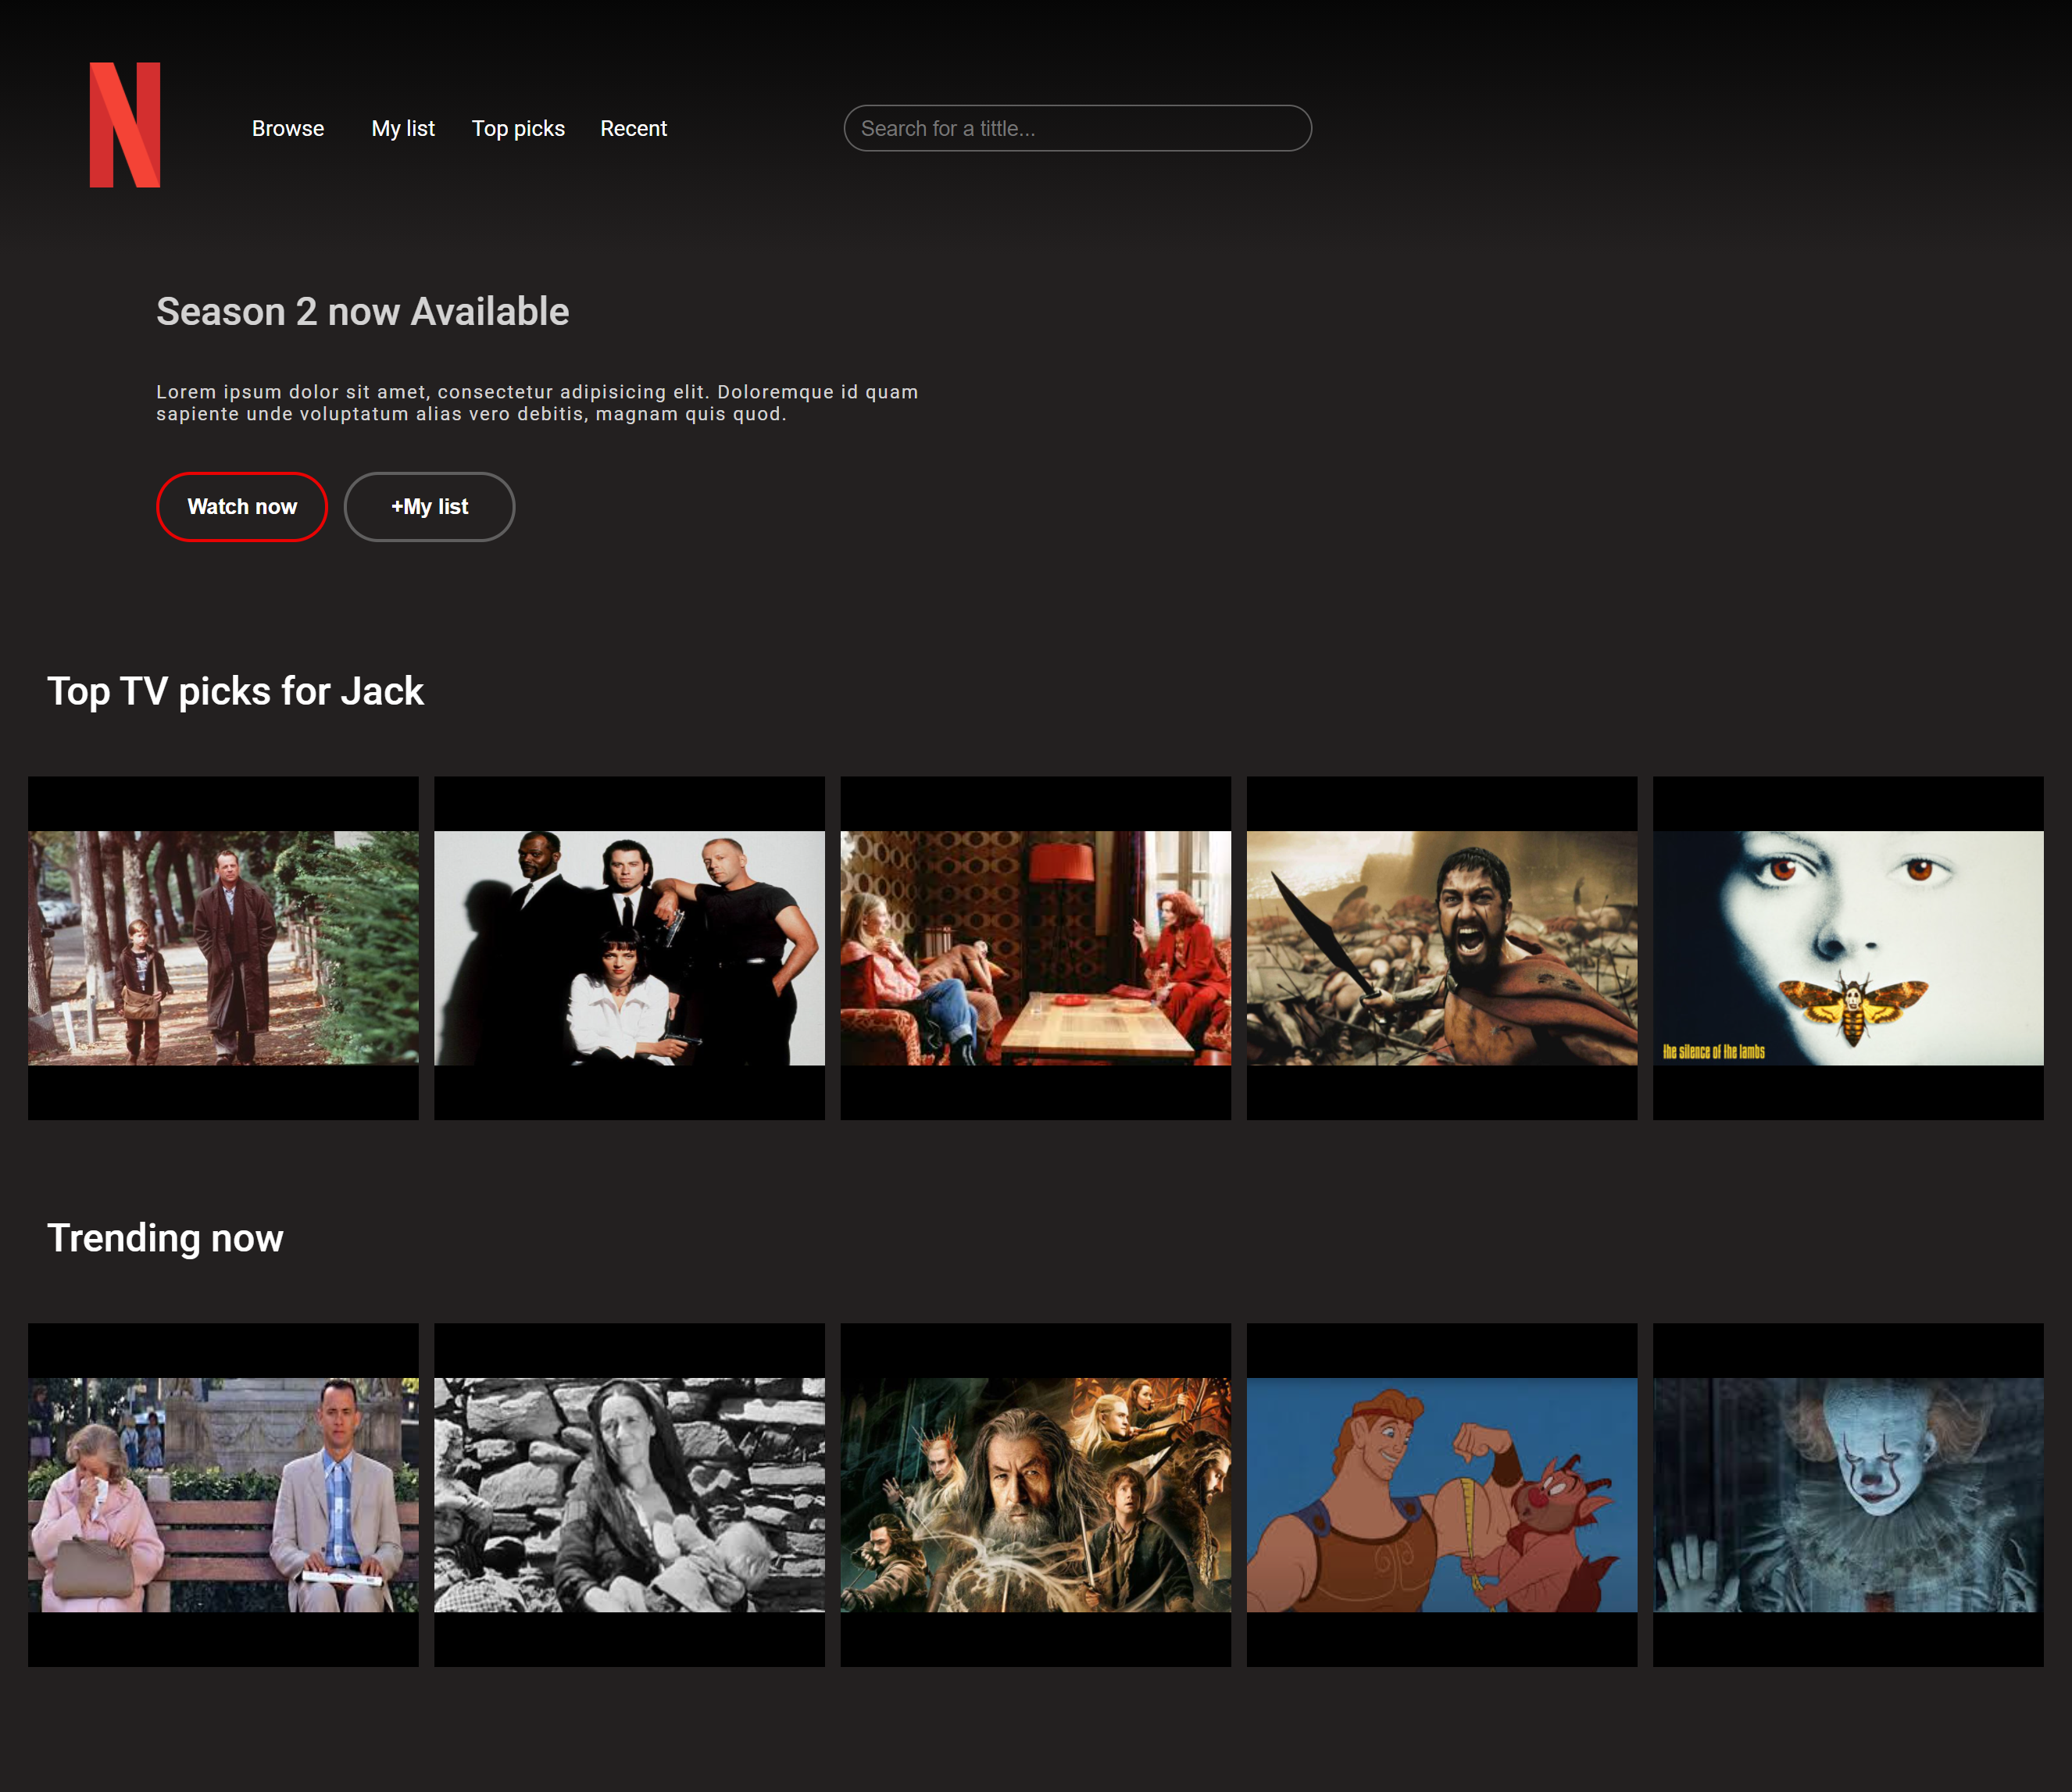 N
Browse My list Top picks Recent
Search for a tittle...
Season 2 now Available
Lorem ipsum dolor sit amet, consectetur adipisicing elit. Doloremque id quam
sapiente unde voluptatum alias vero debitis, magnam quis quod.
Watch now +My list
Top TV picks for Jack
the silence of the lambs
Trending now